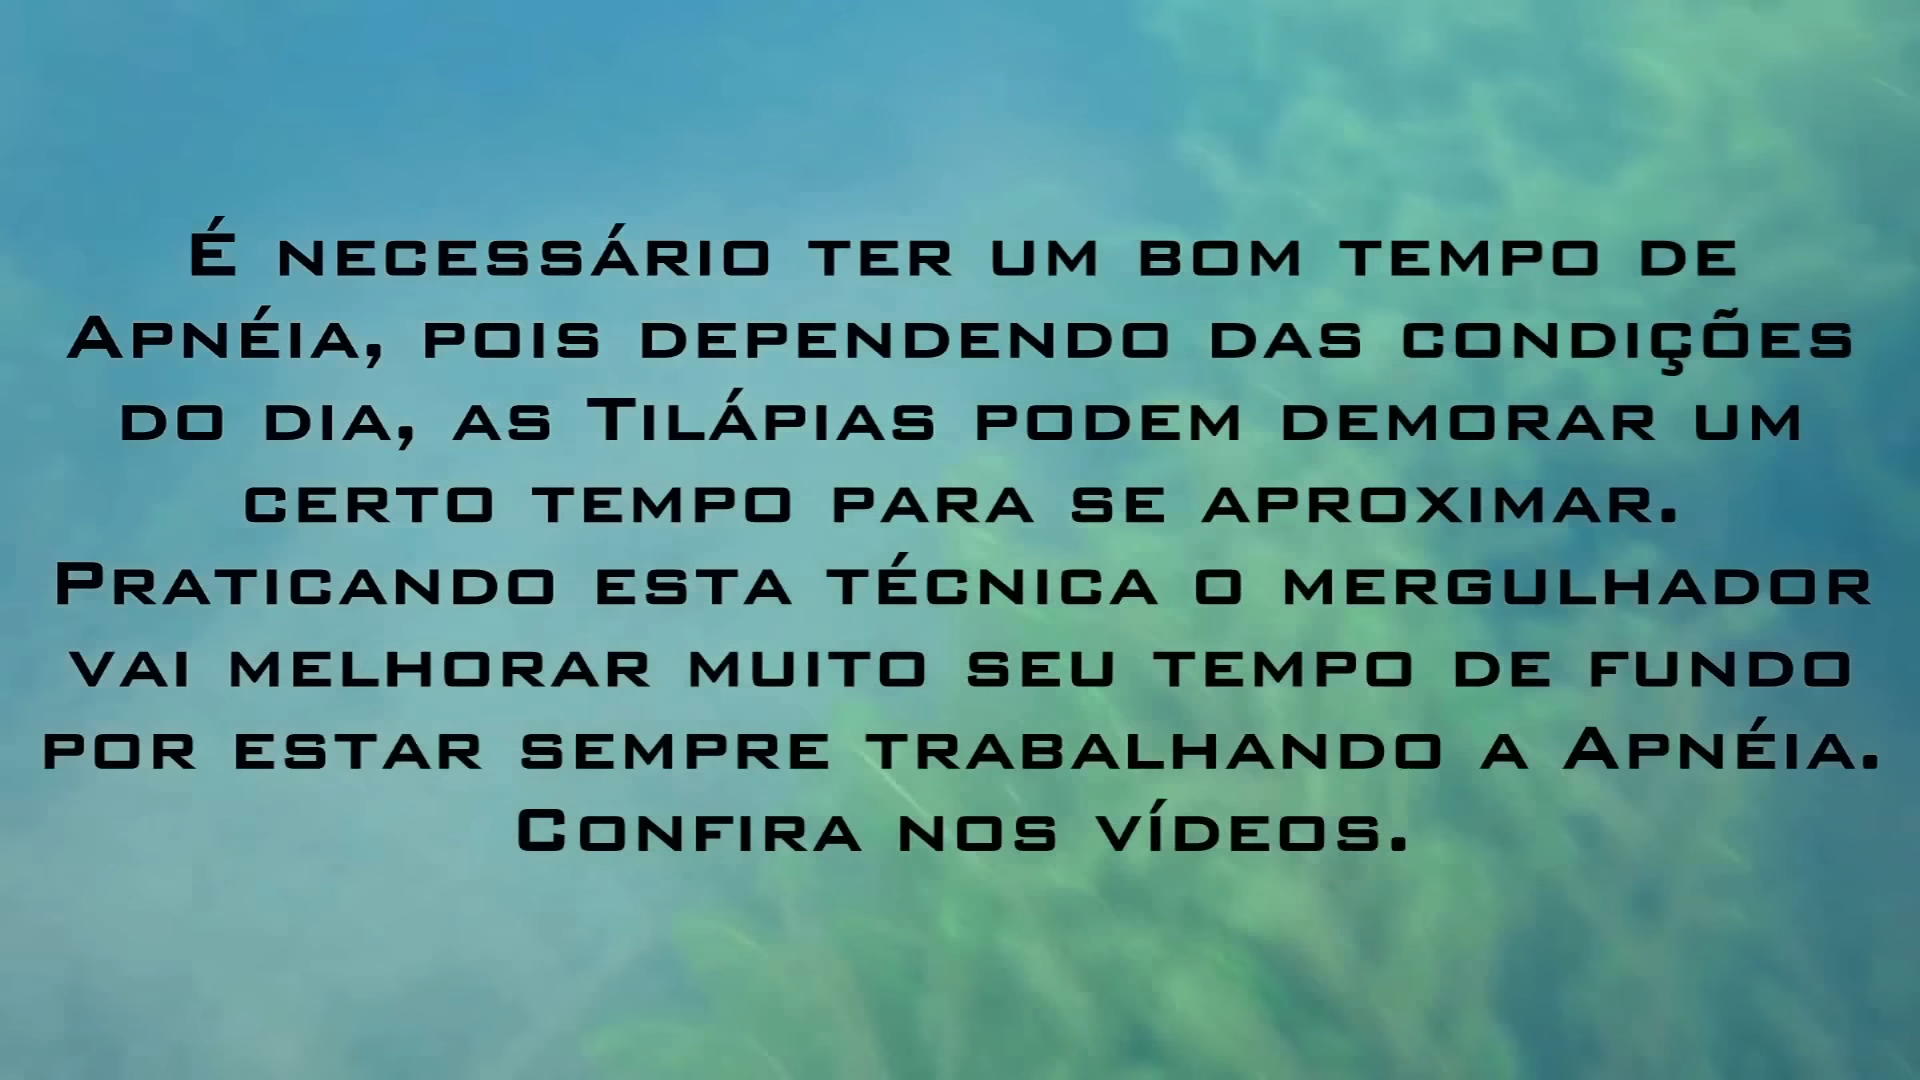 É necessário ter um bom tempo de
Apnéia, pois dependendo das condições
do dia, as Tilápias podem demorar um
certo tempo para se aproximar.
Praticando esta técnica o mergulhador
vai melhorar muito seu tempo de fundo
por estar sempre trabalhando a Apnéia.
Confira nos vídeos.